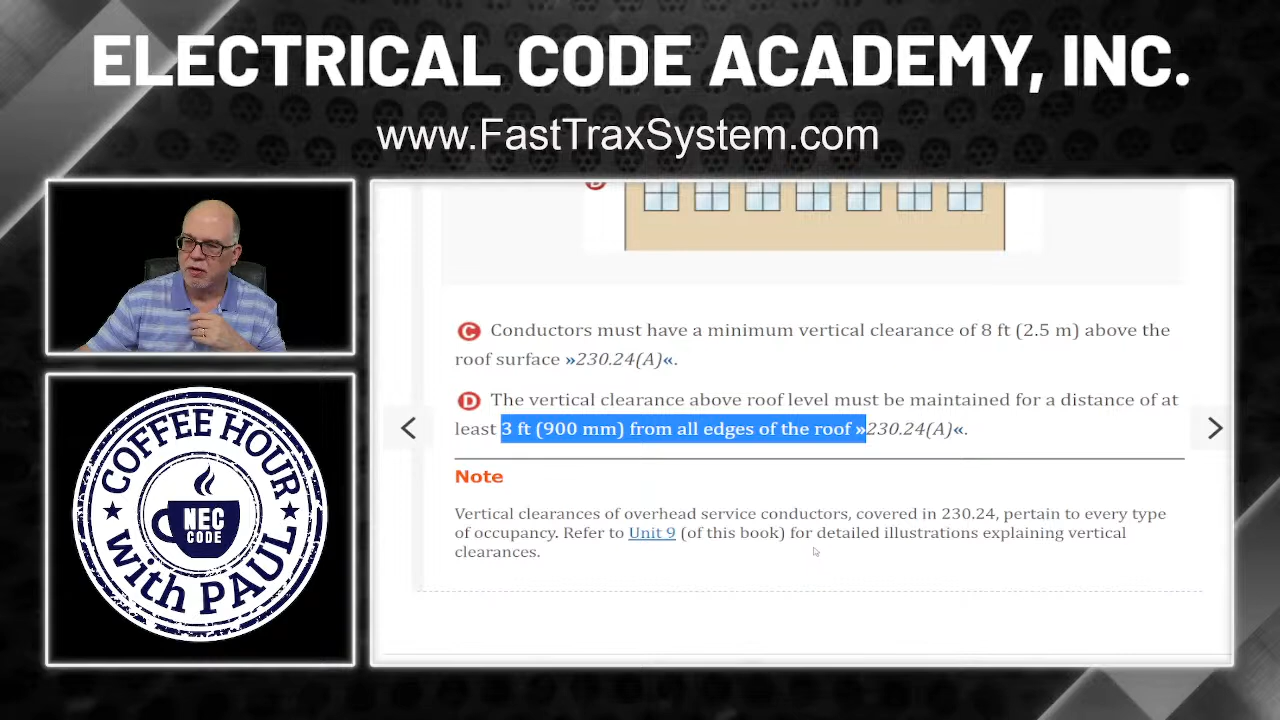 ELECTRICAL CODE ACADEMY, INC.
www.FastTraxSystem.com
D
C Conductors must have a minimum vertical clearance of 8 ft (2.5 m) above the
roof surface »230.24(A)«.
D The vertical clearance above roof level must be maintained for a distance of at
least 3 ft (900 mm) from all edges of the roof »230.24(A)«.
Note
Vertical clearances of overhead service conductors, covered in 230.24, pertain to every type
of occupancy. Refer to Unit 9 (of this book) for detailed illustrations explaining vertical
clearances.
COFFEE HOUR
NEC
CODE
with PAUL